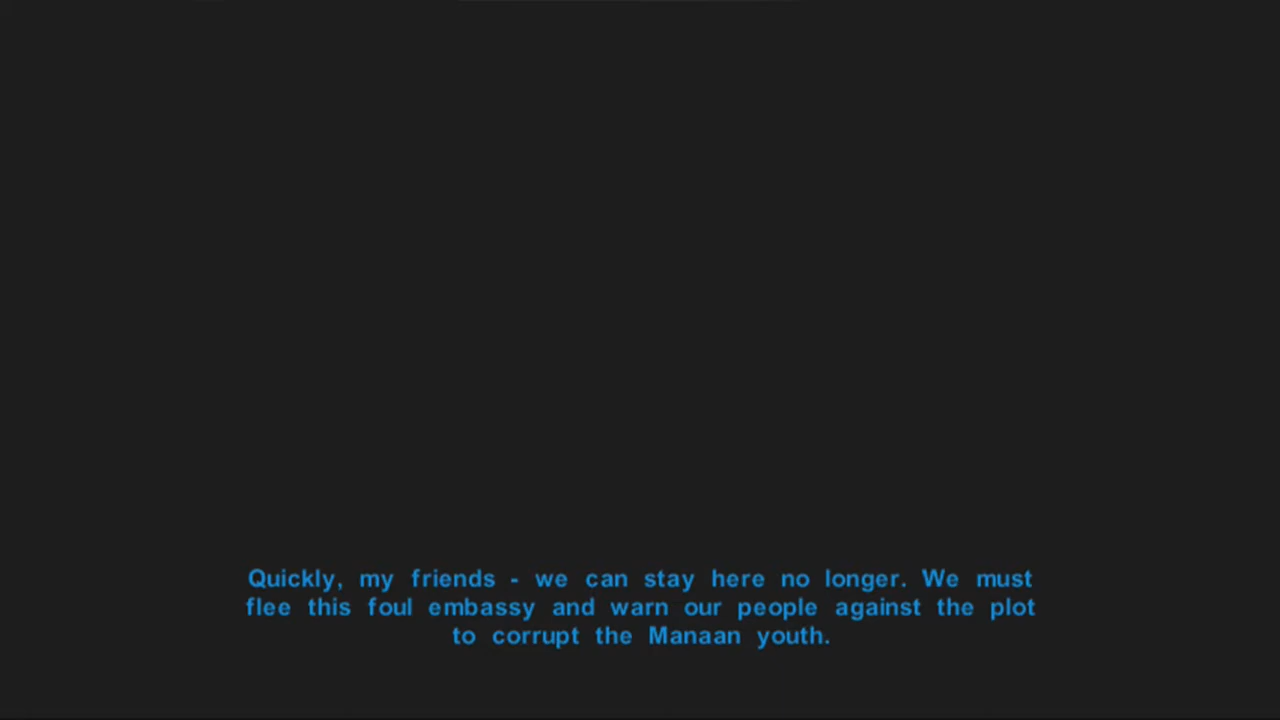 Quickly, my friends - we can stay here no longer. We must
flee this foul embassy and warn our people against the plot
to corrupt the Manaan youth.